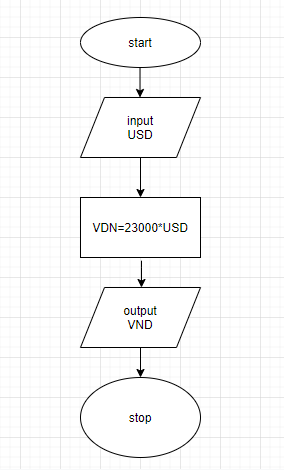 start
input
USD
VDN=23000*USD
output
VND
stop